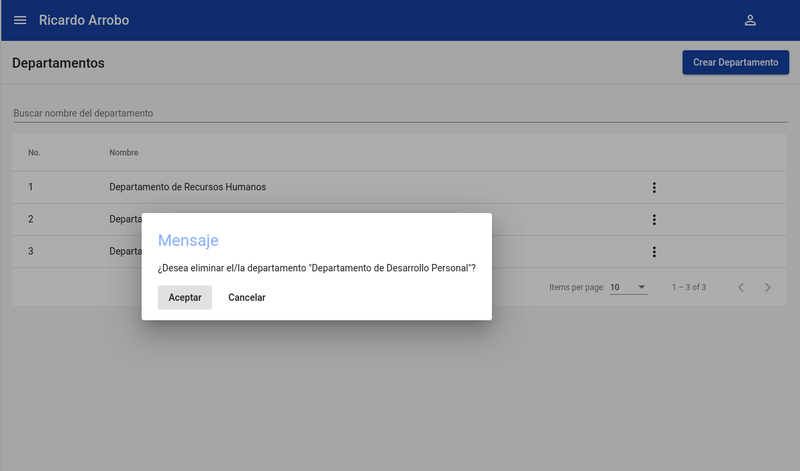 Ricardo Arrobo
Departamentos
Crear Departamento
Buscar nombre del departamento
No. Nombre
1 Departamento de Recursos Humanos
2 Departa
3 Departa
Mensaje
¿Desea eliminar el/la departamento "Departamento de Desarrollo Personal"?
Aceptar Cancelar
Items per page: 10 1 – 3 of 3